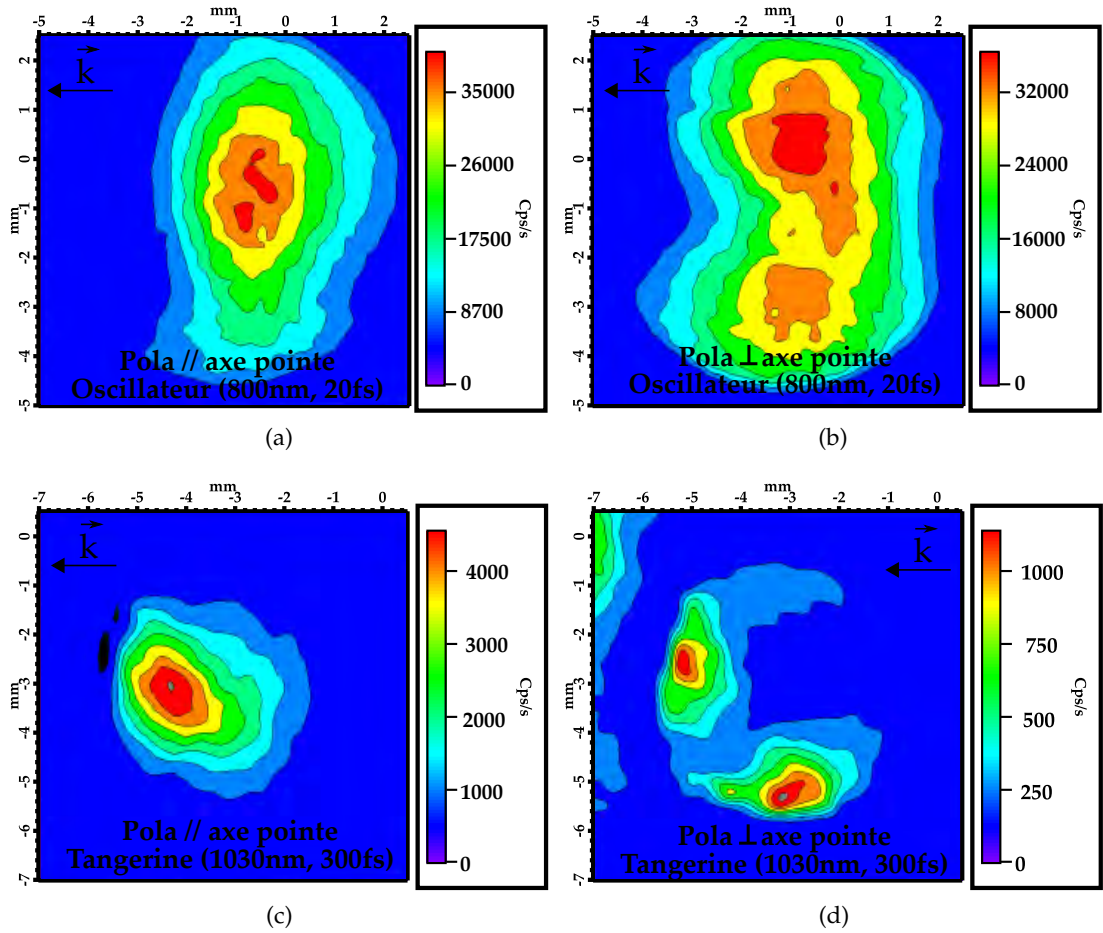 mm
mm
-5 -4 -3 -2 -1 0 1 2
-5 -4 -3 -2 -1 0 1 2
k
k
2
1
0
-1
-2
-3
-4
-5
mm
35000
26000
17500
8700
0
Cps/s
2
1
0
-1
-2
-3
-4
-5
mm
32000
24000
16000
8000
0
Cps/s
Pola // axe pointe
Oscillateur (800nm, 20fs)
Pola ⊥ axe pointe
Oscillateur (800nm, 20fs)
(a)
(b)
mm
mm
-7 -6 -5 -4 -3 -2 -1 0
-7 -6 -5 -4 -3 -2 -1 0
k
k
0
-1
-2
-3
-4
-5
-6
-7
mm
4000
3000
2000
1000
0
Cps/s
0
-1
-2
-3
-4
-5
-6
-7
mm
1000
750
500
250
0
Cps/s
Pola // axe pointe
Tangerine (1030nm, 300fs)
Pola ⊥ axe pointe
Tangerine (1030nm, 300fs)
(c)
(d)